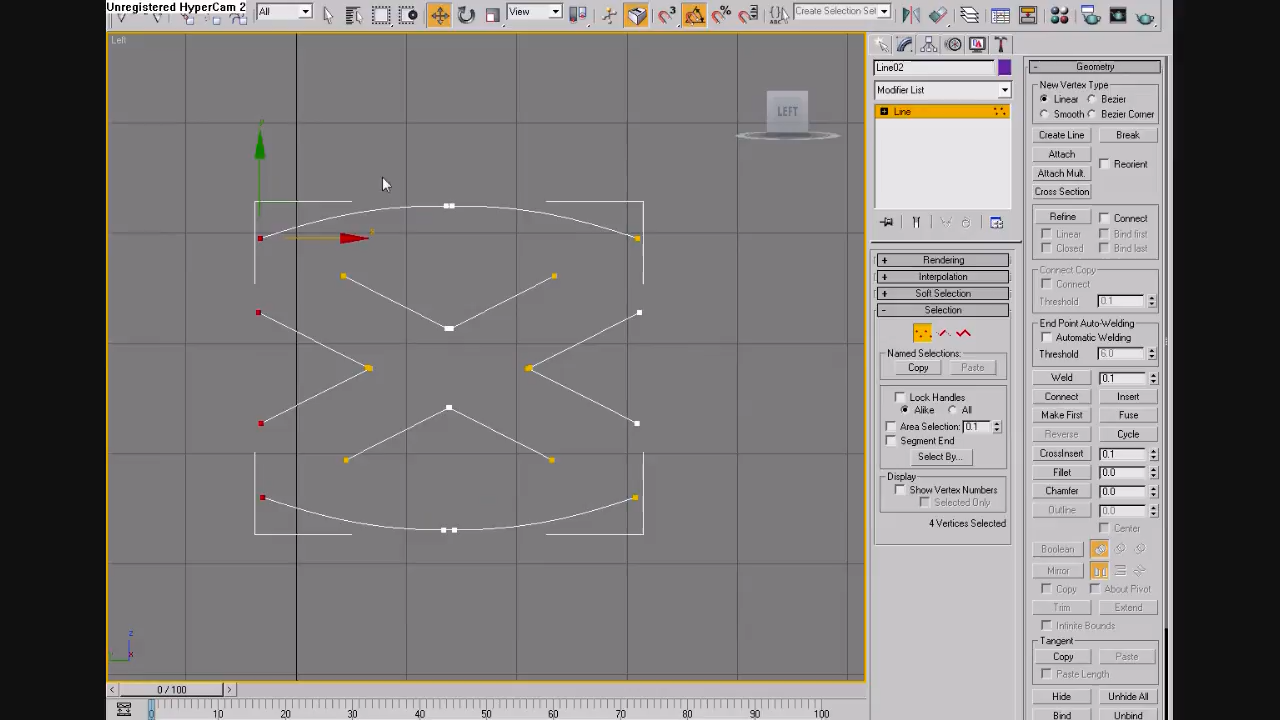 Unregistered HyperCam 2
All
View
3
Create Selection Sel
Left
LEFT
Line02
Modifier List
Line
Rendering
Interpolation
Soft Selection
Selection
Named Selections:
Copy
Paste
Lock Handles
Alike
All
Area Selection:
0.1
Segment End
Select By...
Display
Show Vertex Numbers
Selected Only
4 Vertices Selected
Geometry
New Vertex Type
Linear
Bezier
Smooth
Bezier Corner
Create Line
Break
Attach
Reorient
Attach Mult.
Cross Section
Refine
Connect
Linear
Bind first
Closed
Bind last
Connect Copy
Connect
Threshold
0.1
End Point Auto-Welding
Automatic Welding
Threshold
6.0
Weld
0.1
Connect
Insert
Make First
Fuse
Reverse
Cycle
CrossInsert
0.1
Fillet
0.0
Chamfer
0.0
Outline
0.0
Center
Boolean
Mirror
Copy
About Pivot
Trim
Extend
Infinite Bounds
Tangent
Copy
Paste
Paste Length
Hide
Unhide All
Bind
Unbind
z
x
0 / 100
0
10
20
30
40
50
60
70
80
90
100